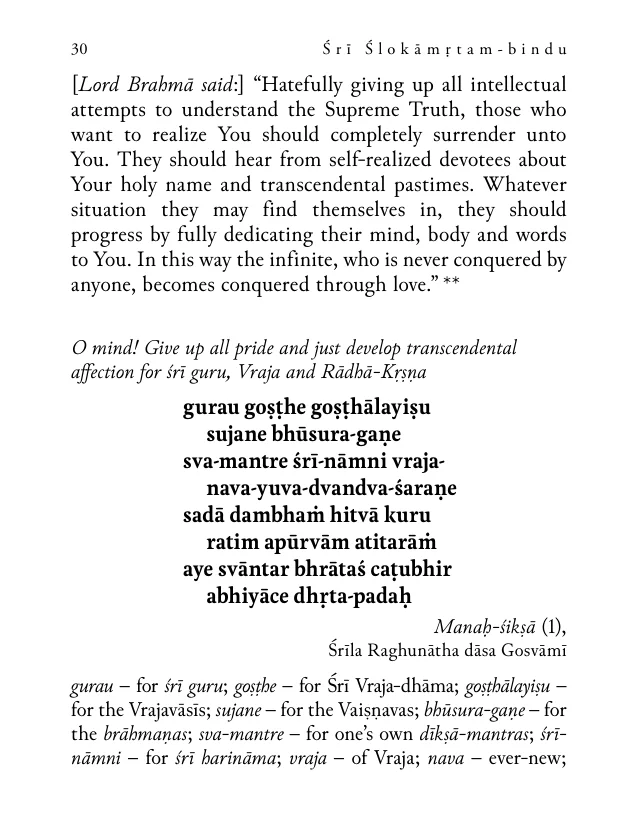 30 Śrī Ślokāmṛtam-bindu
[Lord Brahmā said:] “Hatefully giving up all intellectual
attempts to understand the Supreme Truth, those who
want to realize You should completely surrender unto
You. They should hear from self-realized devotees about
Your holy name and transcendental pastimes. Whatever
situation they may find themselves in, they should
progress by fully dedicating their mind, body and words
to You. In this way the infinite, who is never conquered by
anyone, becomes conquered through love.” **
O mind! Give up all pride and just develop transcendental
affection for śrī guru, Vraja and Rādhā-Kṛṣṇa
gurau goṣṭhe goṣṭhālayiṣu
sujane bhūsura-gaṇe
sva-mantre śrī-nāmni vraja-
nava-yuva-dvandva-śaraṇe
sadā dambhaṁ hitvā kuru
ratim apūrvām atitarāṁ
aye svāntar bhrātaś caṭubhir
abhiyāce dhṛta-padaḥ
Manaḥ-śikṣā (1),
Śrīla Raghunātha dāsa Gosvāmī
gurau – for śrī guru; goṣṭhe – for Śrī Vraja-dhāma; goṣṭhālayiṣu –
for the Vrajavāsīs; sujane – for the Vaiṣṇavas; bhūsura-gaṇe – for
the brāhmaṇas; sva-mantre – for one’s own dīkṣā-mantras; śrī-
nāmni – for śrī harināma; vraja – of Vraja; nava – ever-new;